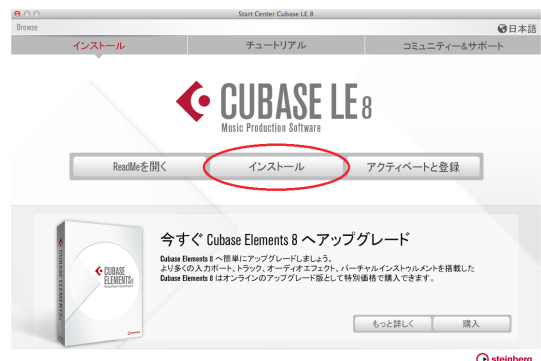 Start Center Cubase LE 8
Browse
日本語
インストール
チュートリアル
コミュニティー&サポート
CUBASE LE 8
Music Production Software
ReadMeを開く
インストール
アクティベートと登録
今すぐ Cubase Elements 8 へアップグレード
Cubase Elements 8 へ簡単にアップグレードしましょう。
より多くの入力ポート、トラック、オーディオエフェクト、バーチャルインストゥルメントを搭載した
Cubase Elements 8 はオンラインのアップグレード版として特別価格で購入できます。
CUBASE
ELEMENTS8
もっと詳しく
購入
steinberg